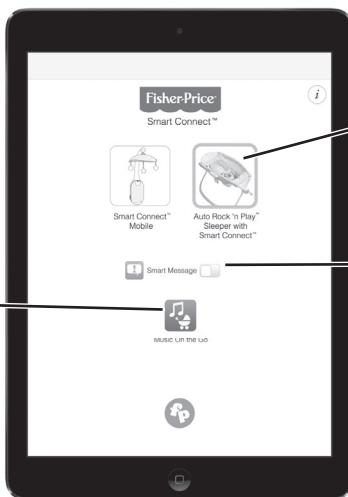 Fisher·Price®
Smart Connect™
i
Smart Connect™
Mobile
Auto Rock 'n Play™
Sleeper with
Smart Connect™
Smart Message
Music On the Go
fp